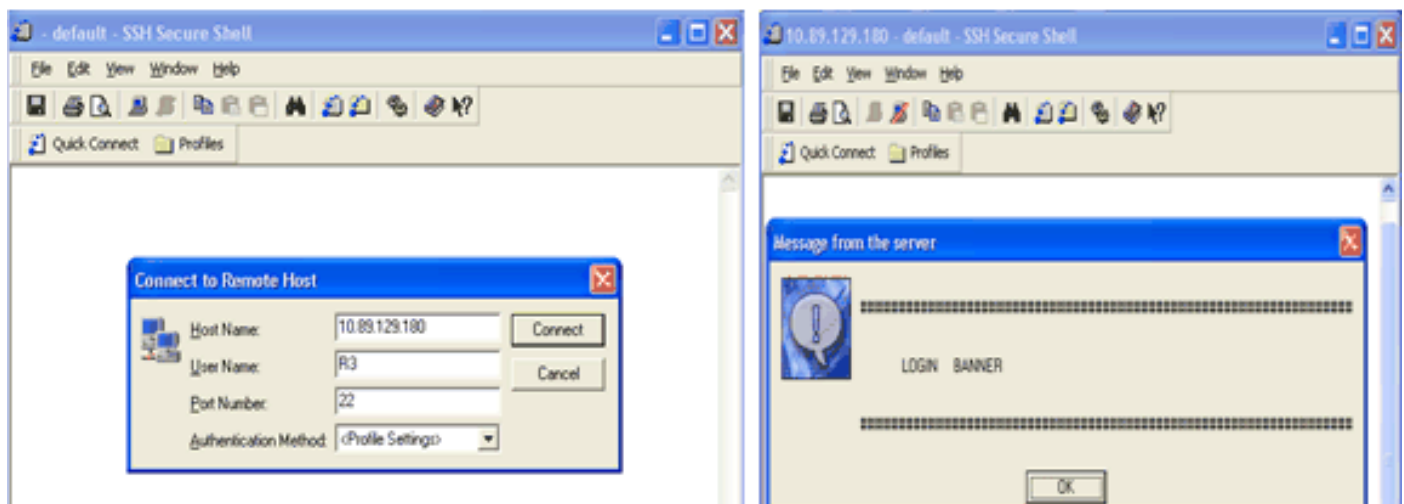 - default - SSH Secure Shell
File Edit View Window Help
Quick Connect Profiles
Connect to Remote Host
Host Name: 10.89.129.180 Connect
User Name: R3 Cancel
Port Number: 22
Authentication Method: <Profile Settings>
10.89.129.180 - default - SSH Secure Shell
File Edit View Window Help
Quick Connect Profiles
Message from the server
LOGIN BANNER
OK